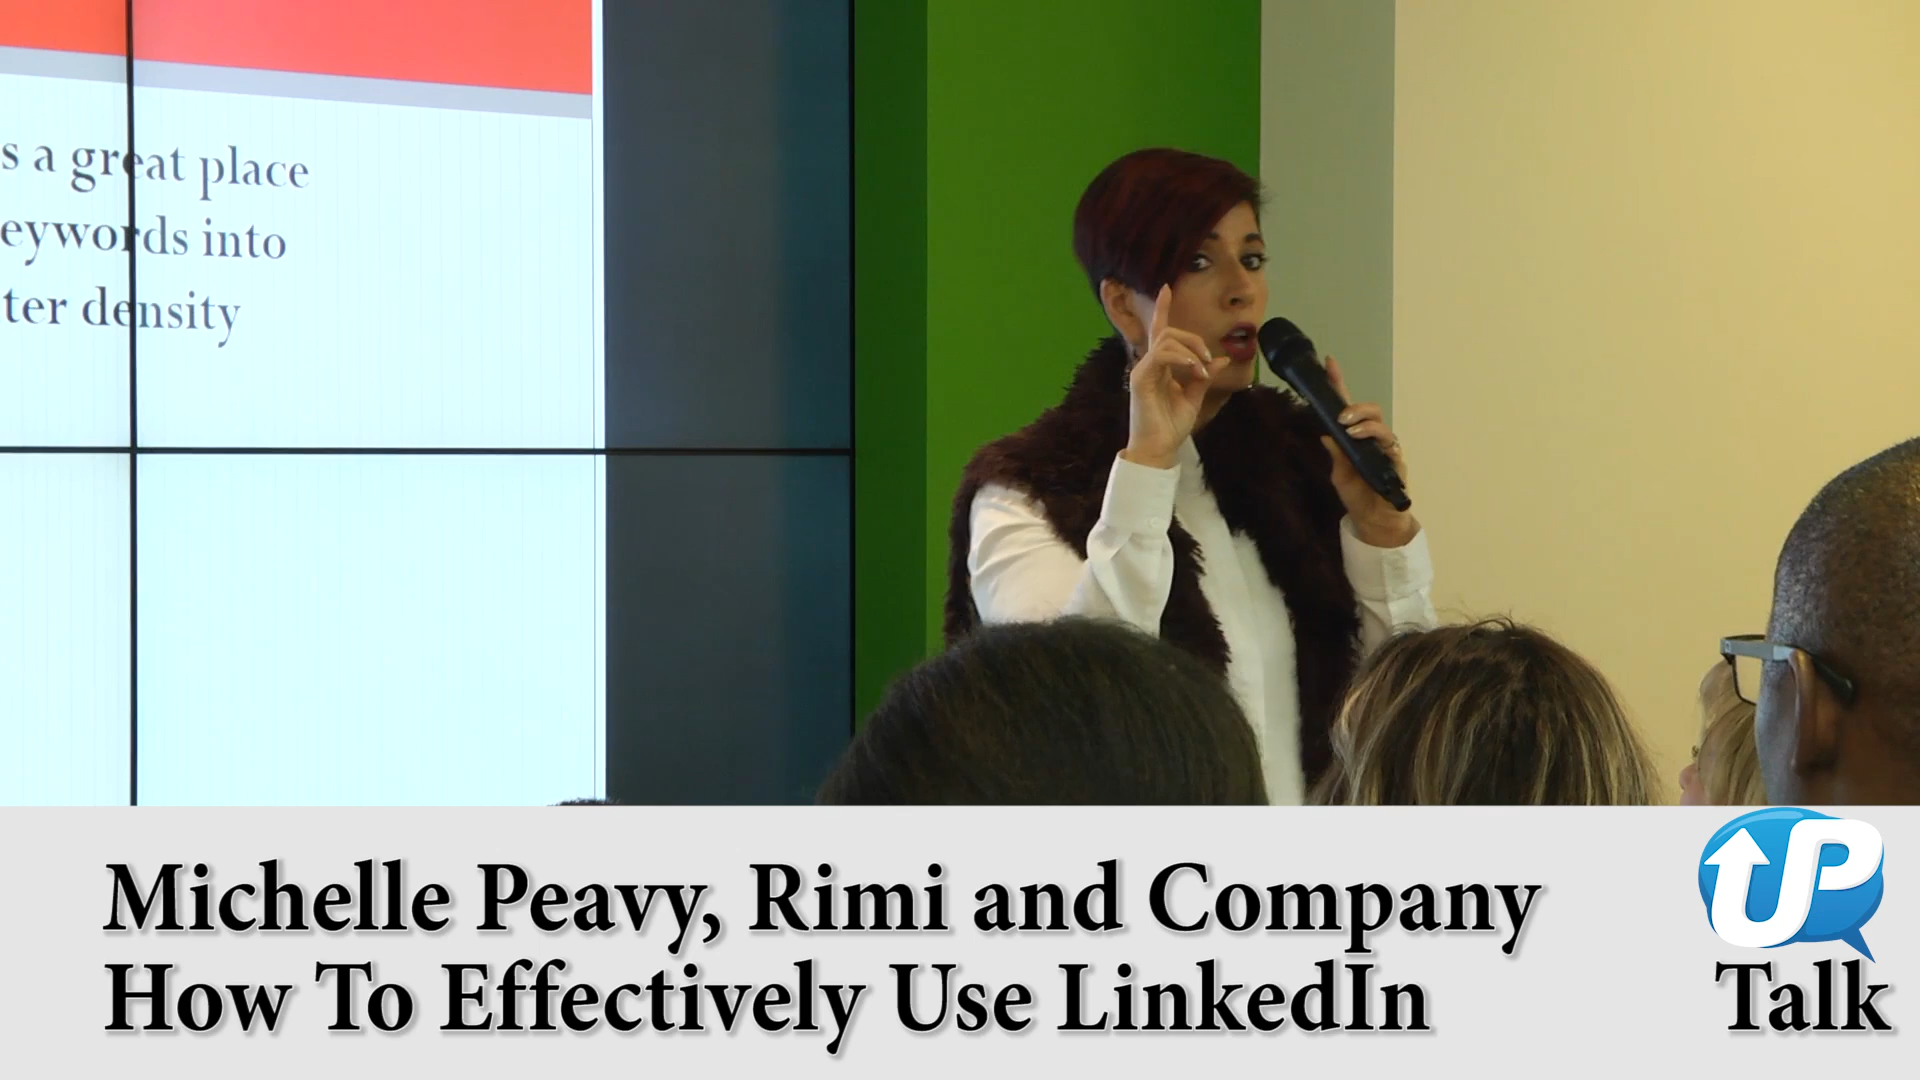 s a great place
eywords into
ter density
Michelle Peavy, Rimi and Company
How To Effectively Use LinkedIn
UP
Talk